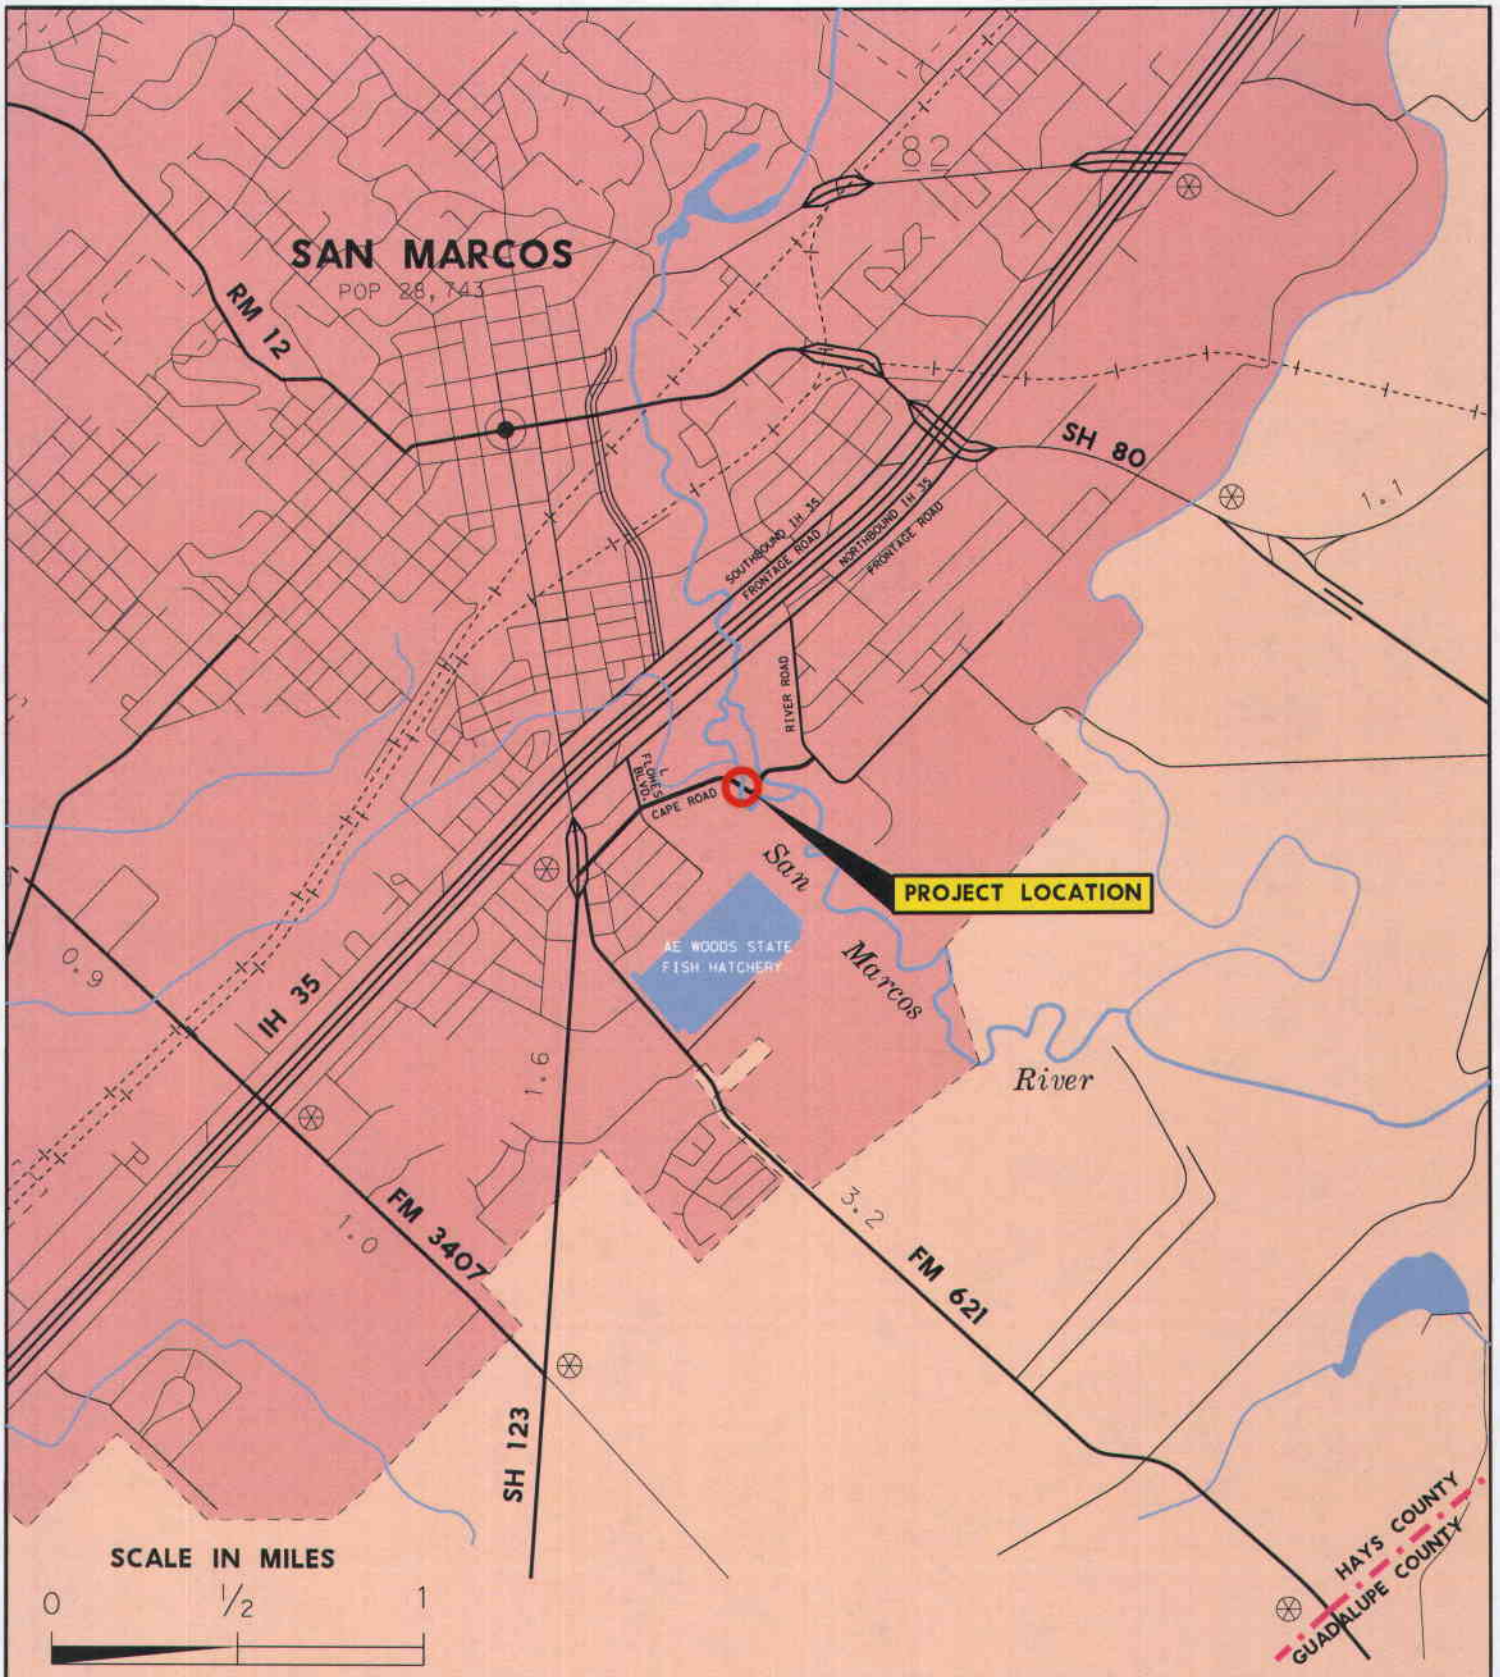 82
SAN MARCOS
POP 28,743
RM 12
SH 80
1.1
SOUTHBOUND IH 35
FRONTAGE ROAD
NORTHBOUND IH 35
FRONTAGE ROAD
RIVER ROAD
L
FLOHES
BLVD.
CAPE ROAD
San
Marcos
River
PROJECT LOCATION
AE WOODS STATE
FISH HATCHERY
0.9
IH 35
1.6
FM 3407
1.0
3.2
FM 621
SH 123
HAYS COUNTY
GUADALUPE COUNTY
SCALE IN MILES
0 1/2 1